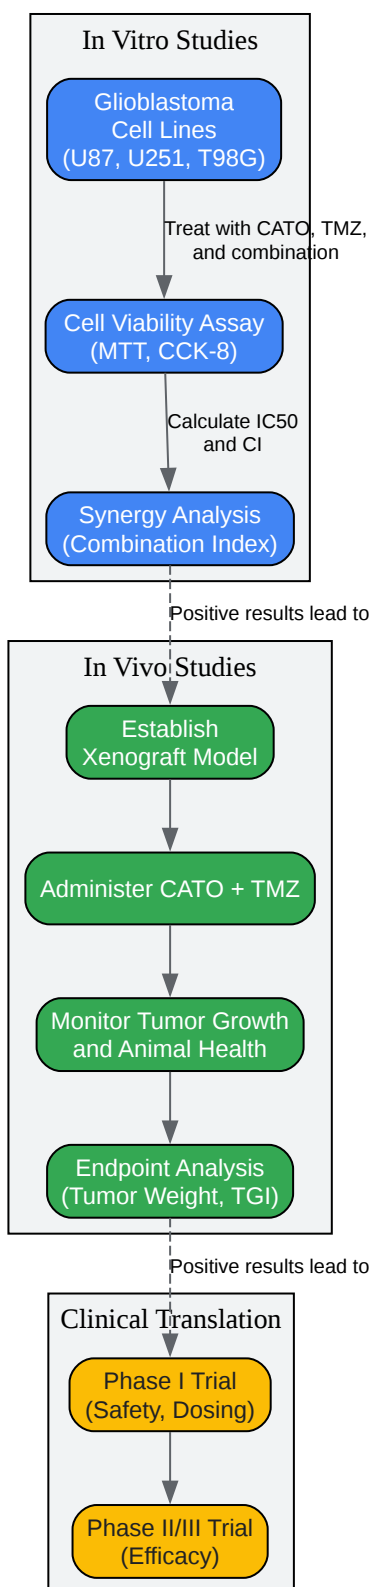 In Vitro Studies
Glioblastoma
Cell Lines
(U87, U251, T98G)
Treat with CATO, TMZ,
and combination
Cell Viability Assay
(MTT, CCK-8)
Calculate IC50
and CI
Synergy Analysis
(Combination Index)
Positive results lead to
In Vivo Studies
Establish
Xenograft Model
Administer CATO + TMZ
Monitor Tumor Growth
and Animal Health
Endpoint Analysis
(Tumor Weight, TGI)
Positive results lead to
Clinical Translation
Phase I Trial
(Safety, Dosing)
Phase II/III Trial
(Efficacy)